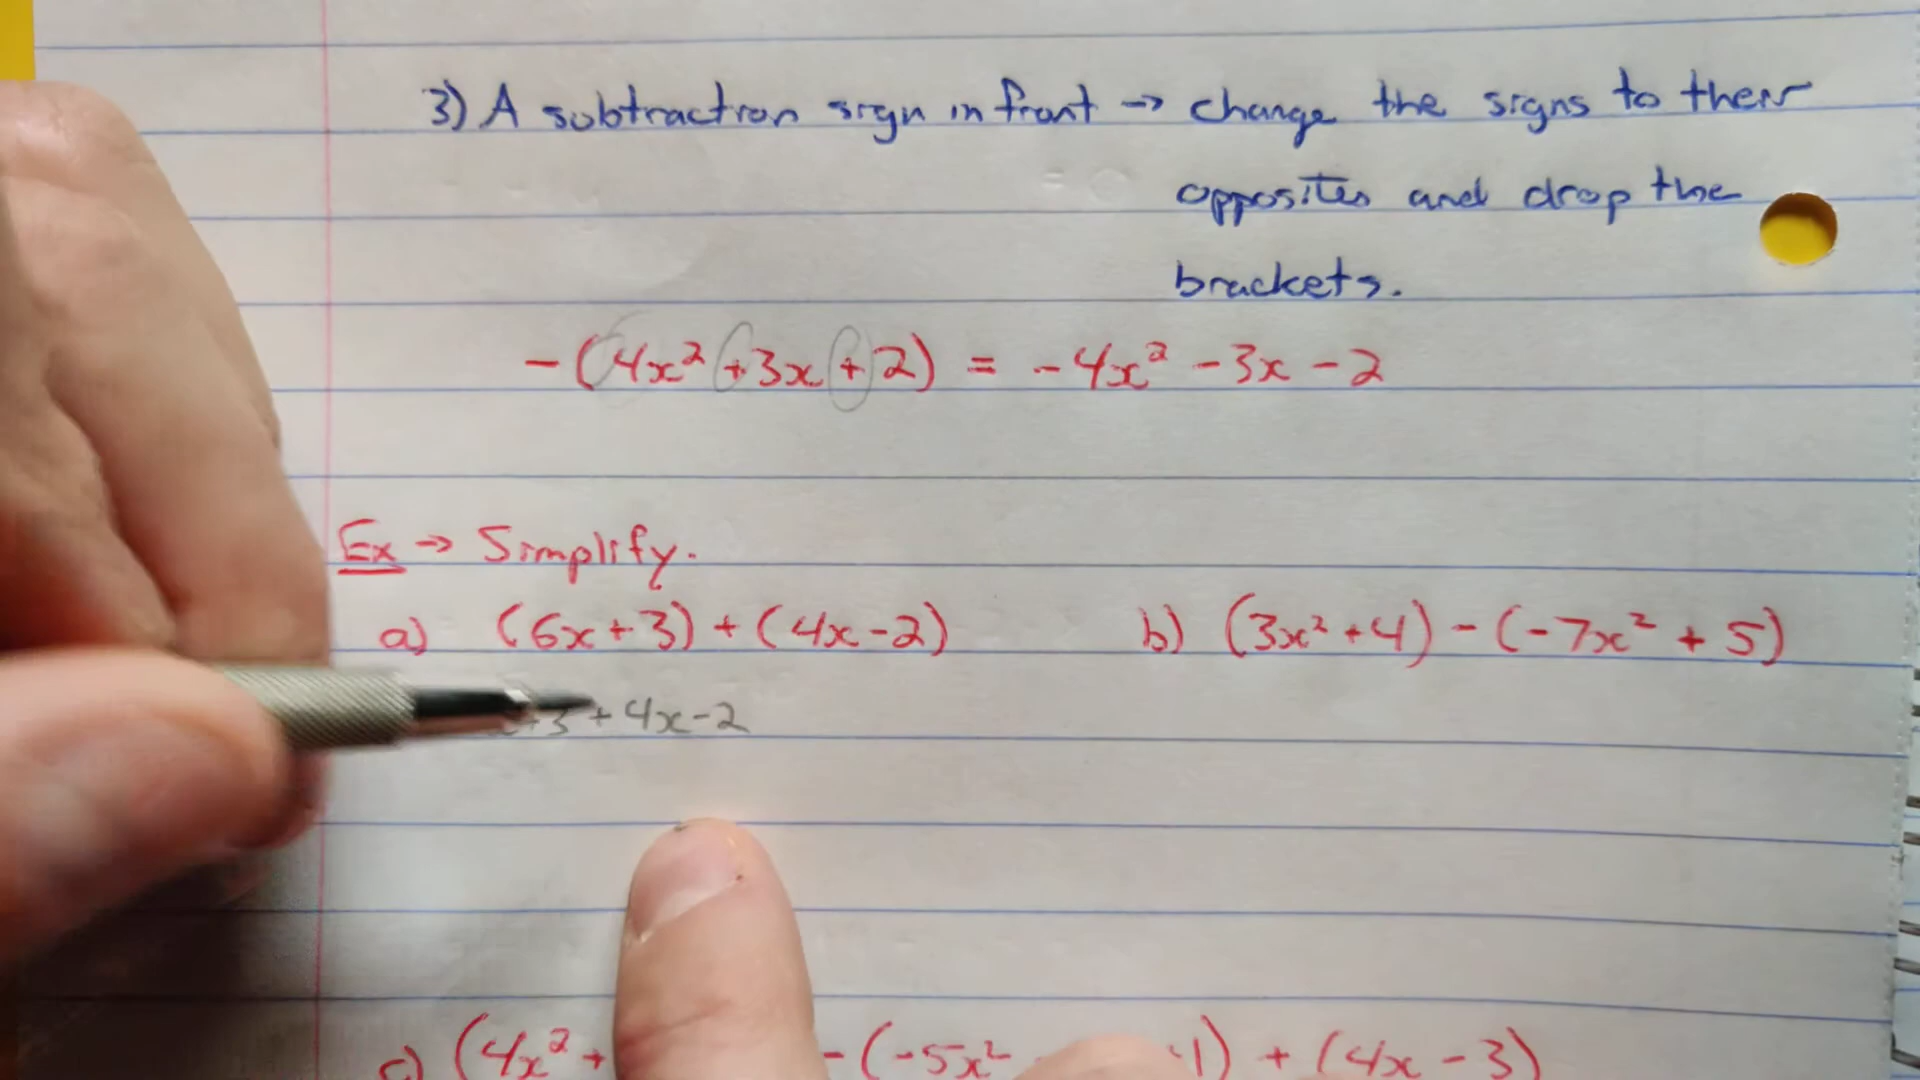 3) A subtraction sign in front → change the signs to their
opposites and drop the
brackets.
-(4x² +3x + 2) = -4x² - 3x - 2
Ex → Simplify.
a) (6x + 3) + (4x - 2)
b) (3x² + 4) - (-7x² + 5)
+3 + 4x - 2
c) (4x² + - (-5x² 1) + (4x - 3)